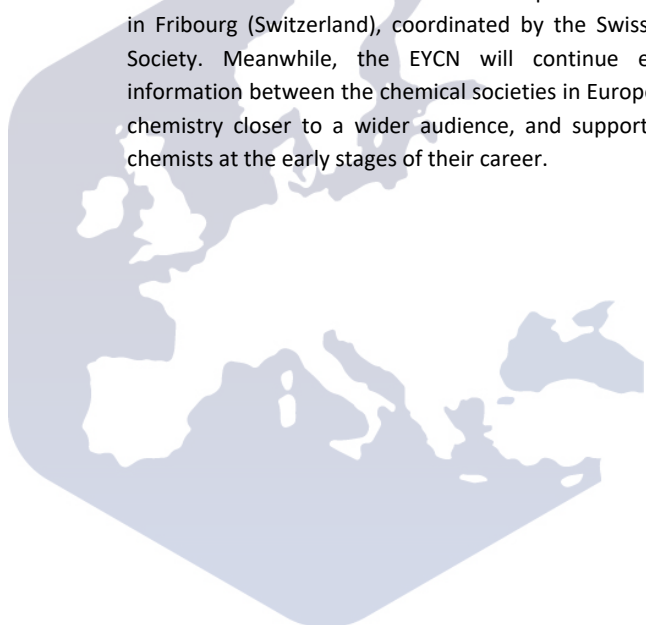 in Fribourg (Switzerland), coordinated by the Swiss
Society. Meanwhile, the EYCN will continue
information between the chemical societies in Europe
chemistry closer to a wider audience, and support
chemists at the early stages of their career.